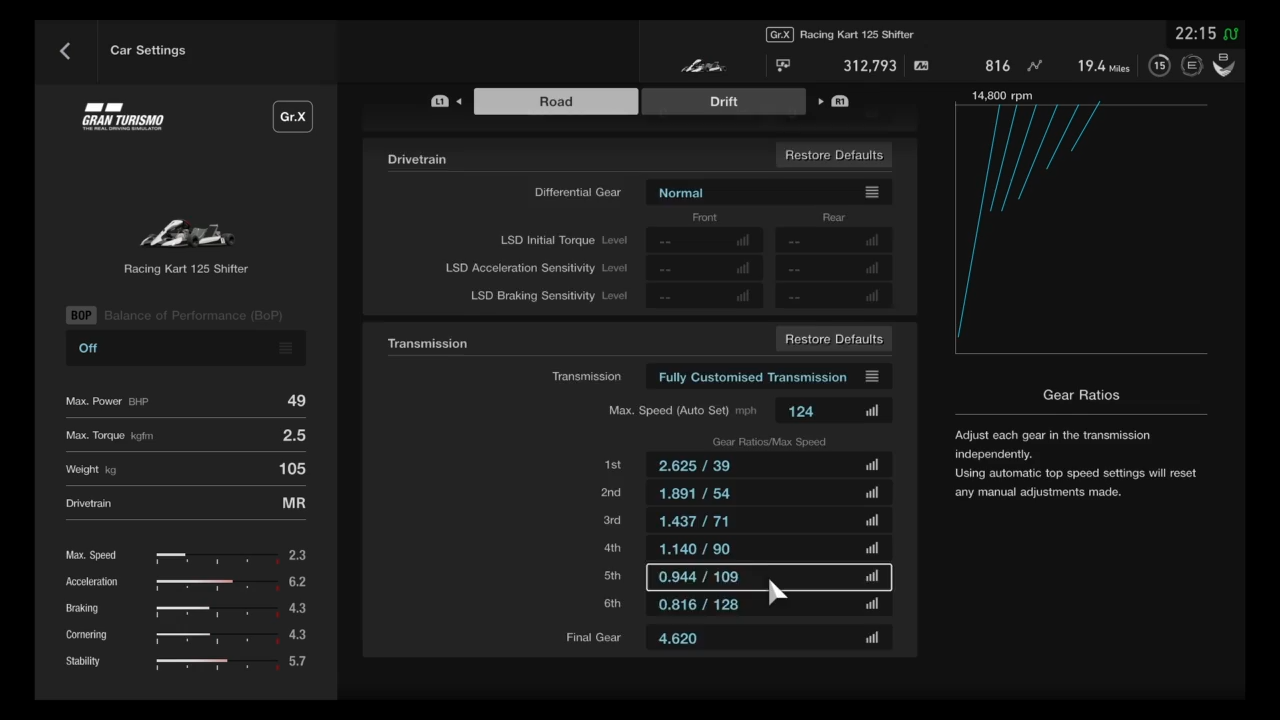 Gr.X Racing Kart 125 Shifter
22:15
Car Settings
312,793
816
19.4 Miles
15
E
B
L1
Road
Drift
R1
14,800 rpm
GRAN TURISMO
THE REAL DRIVING SIMULATOR
Gr.X
Drivetrain
Restore Defaults
Differential Gear
Normal
Front
Rear
LSD Initial Torque Level
--
--
LSD Acceleration Sensitivity Level
--
--
LSD Braking Sensitivity Level
--
--
Racing Kart 125 Shifter
BOP Balance of Performance (BoP)
Off
Max. Power BHP 49
Max. Torque kgfm 2.5
Weight kg 105
Drivetrain MR
Max. Speed 2.3
Acceleration 6.2
Braking 4.3
Cornering 4.3
Stability 5.7
Transmission
Restore Defaults
Transmission
Fully Customised Transmission
Max. Speed (Auto Set) mph 124
Gear Ratios/Max Speed
1st 2.625 / 39
2nd 1.891 / 54
3rd 1.437 / 71
4th 1.140 / 90
5th 0.944 / 109
6th 0.816 / 128
Final Gear 4.620
Gear Ratios
Adjust each gear in the transmission
independently.
Using automatic top speed settings will reset
any manual adjustments made.